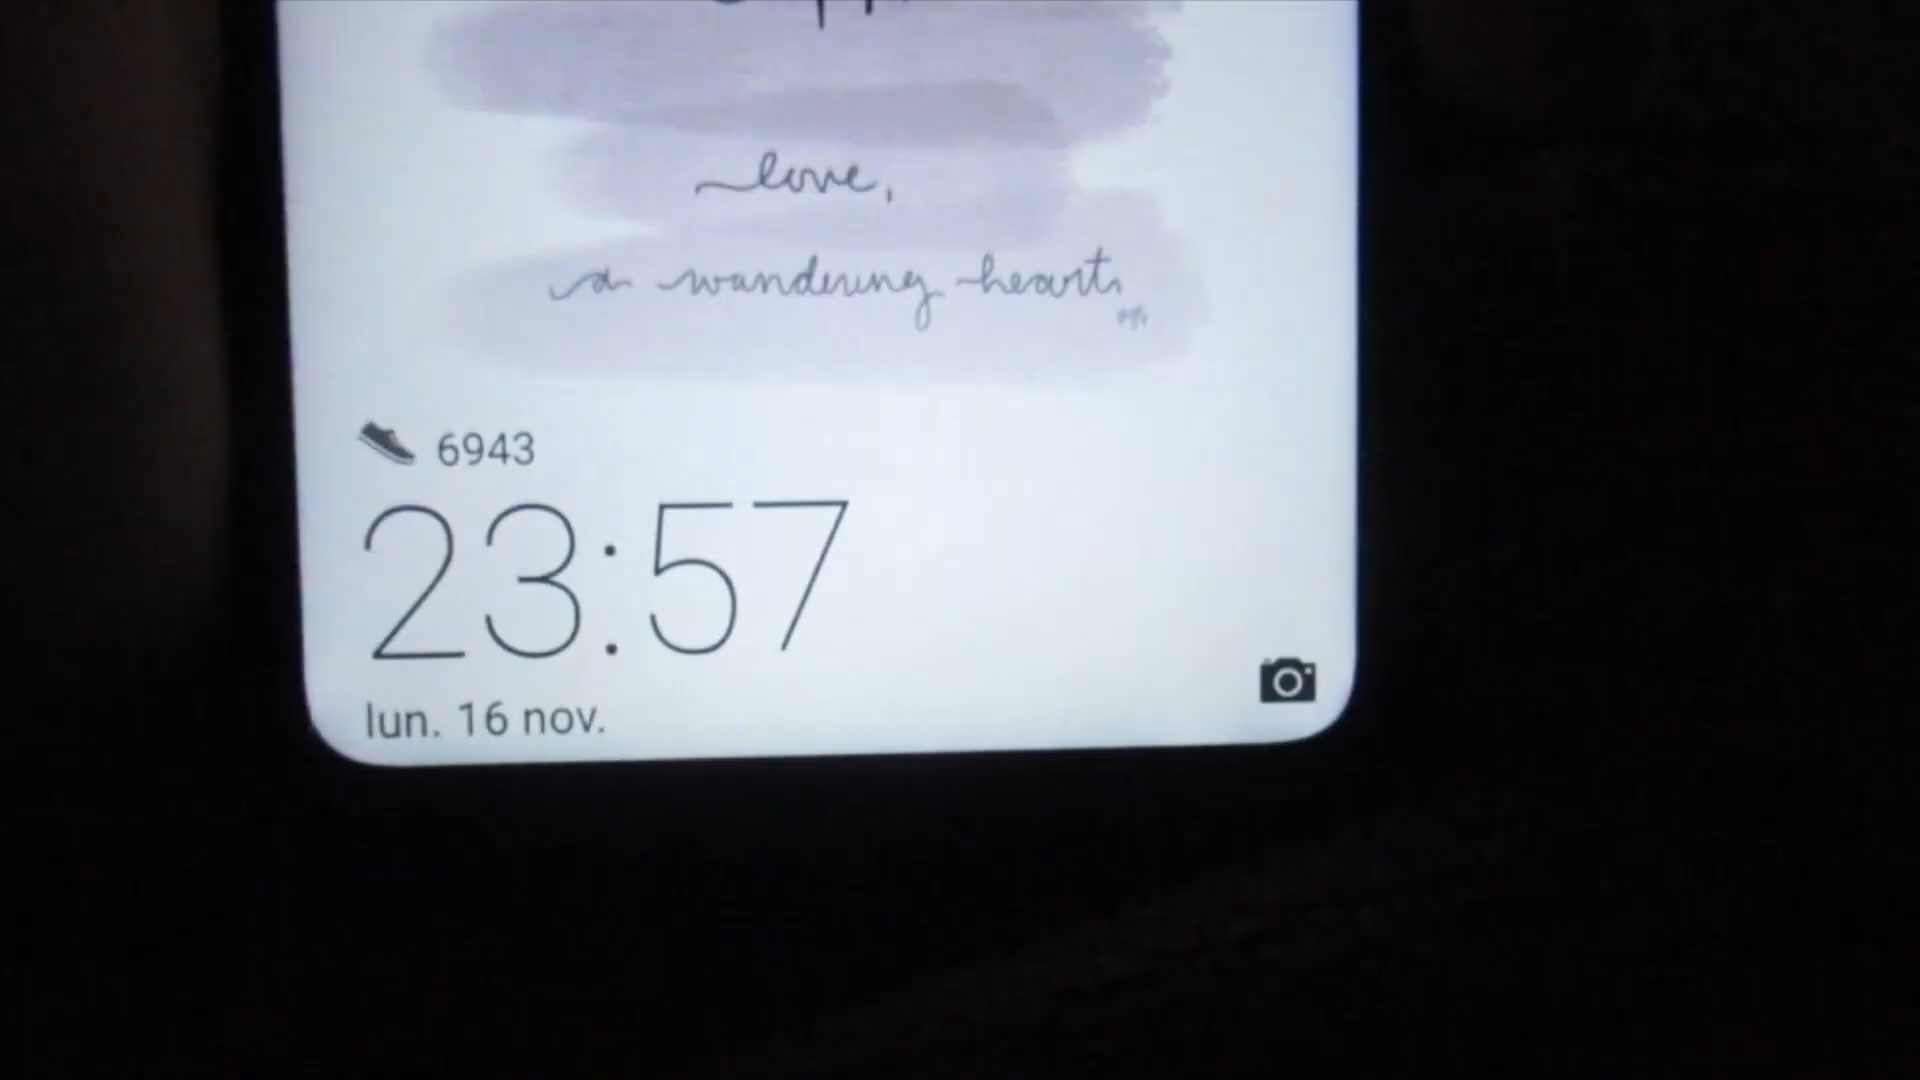 love,
a wandering heart
6943
23:57
lun. 16 nov.